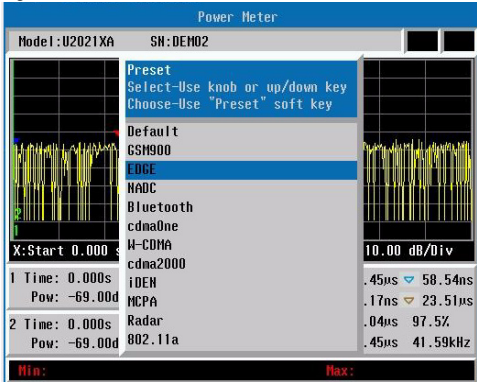 Power Meter
Model:U2021XA SN:DEMO2
Preset
Select-Use knob or up/down key
Choose-Use "Preset" soft key
Default
GSM900
EDGE
NADC
Bluetooth
cdmaOne
W-CDMA
cdma2000
iDEN
MCPA
Radar
802.11a
2
1
X:Start 0.000 s
10.00 dB/Div
1 Time: 0.000s
Pow: -69.00d
.45µs 58.54ns
.17ns 23.51µs
2 Time: 0.000s
Pow: -69.00d
.04µs 97.5%
.45µs 41.59kHz
Min: Max: